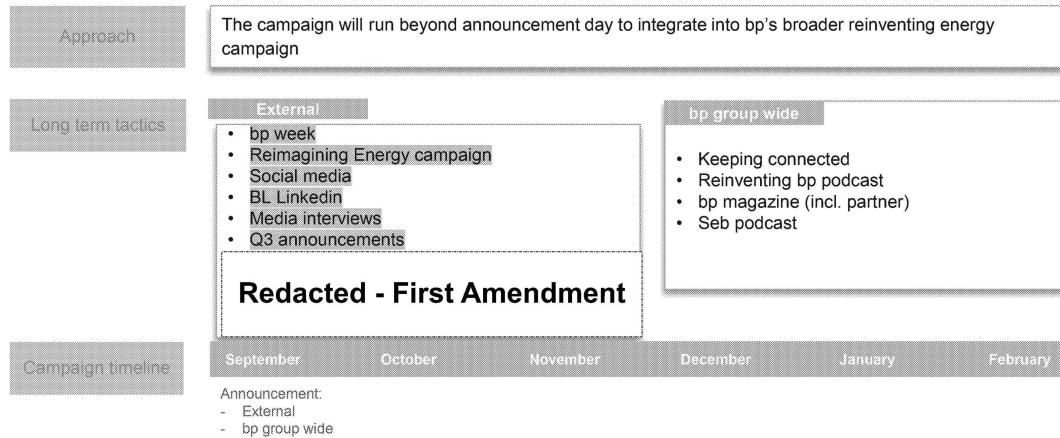 Approach
The campaign will run beyond announcement day to integrate into bp's broader reinventing energy
campaign
Long term tactics
External
• bp week
• Reimagining Energy campaign
• Social media
• BL Linkedin
• Media interviews
• Q3 announcements
Redacted - First Amendment
bp group wide
• Keeping connected
• Reinventing bp podcast
• bp magazine (incl. partner)
• Seb podcast
Campaign timeline
September October November December January February
Announcement:
- External
- bp group wide